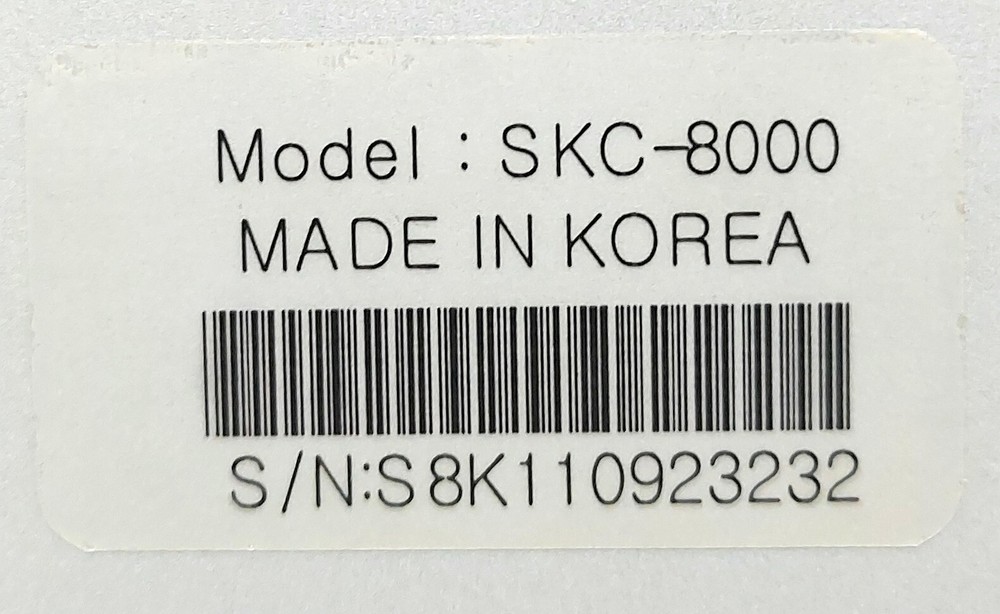 Model : SKC-8000
MADE IN KOREA
S/N:S8K110923232